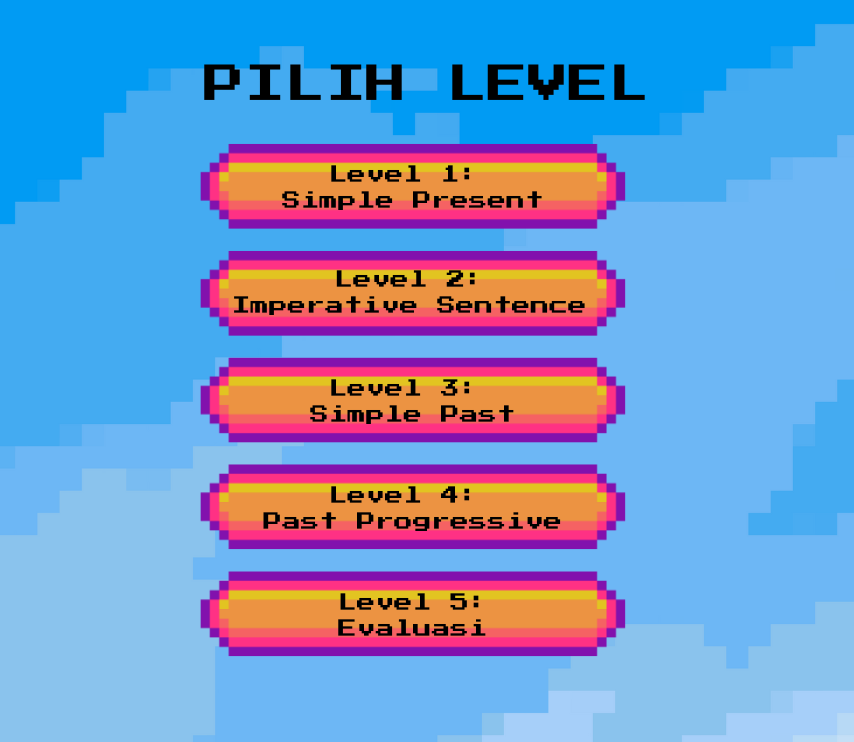 PILIH LEVEL
Level 1:
Simple Present
Level 2:
Imperative Sentence
Level 3:
Simple Past
Level 4:
Past Progressive
Level 5:
Evaluasi